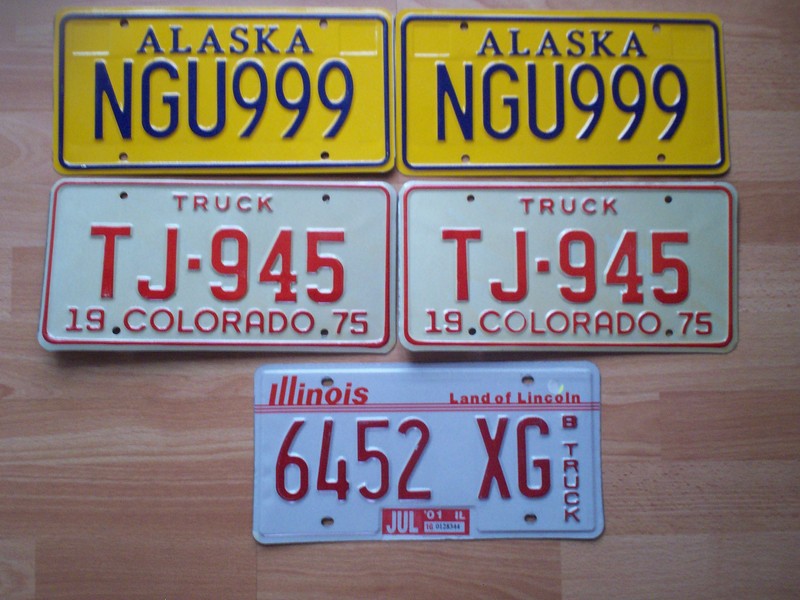 ALASKA
NGU999
ALASKA
NGU999
TRUCK
TJ·945
19 COLORADO 75
TRUCK
TJ·945
19 COLORADO 75
Illinois Land of Lincoln
6452 XG
B TRUCK
JUL '01 IL